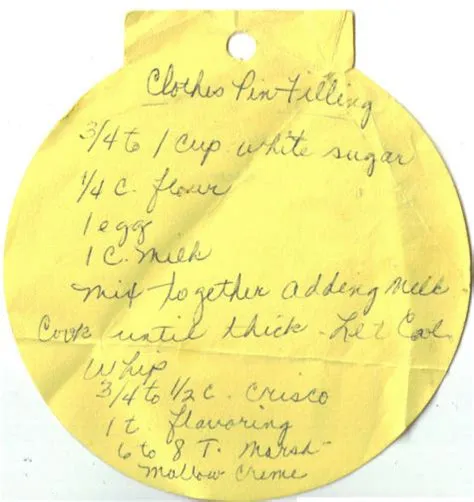 Clothes Pin Filling
3/4 to 1 cup white sugar
1/4 c. flour
1 egg
1 c. milk
Mix together adding milk
Cook until thick - Let Cool
Whip
3/4 to 1/2 c. Crisco
1 t. flavoring
6 to 8 T. Marsh-
mallow Creme